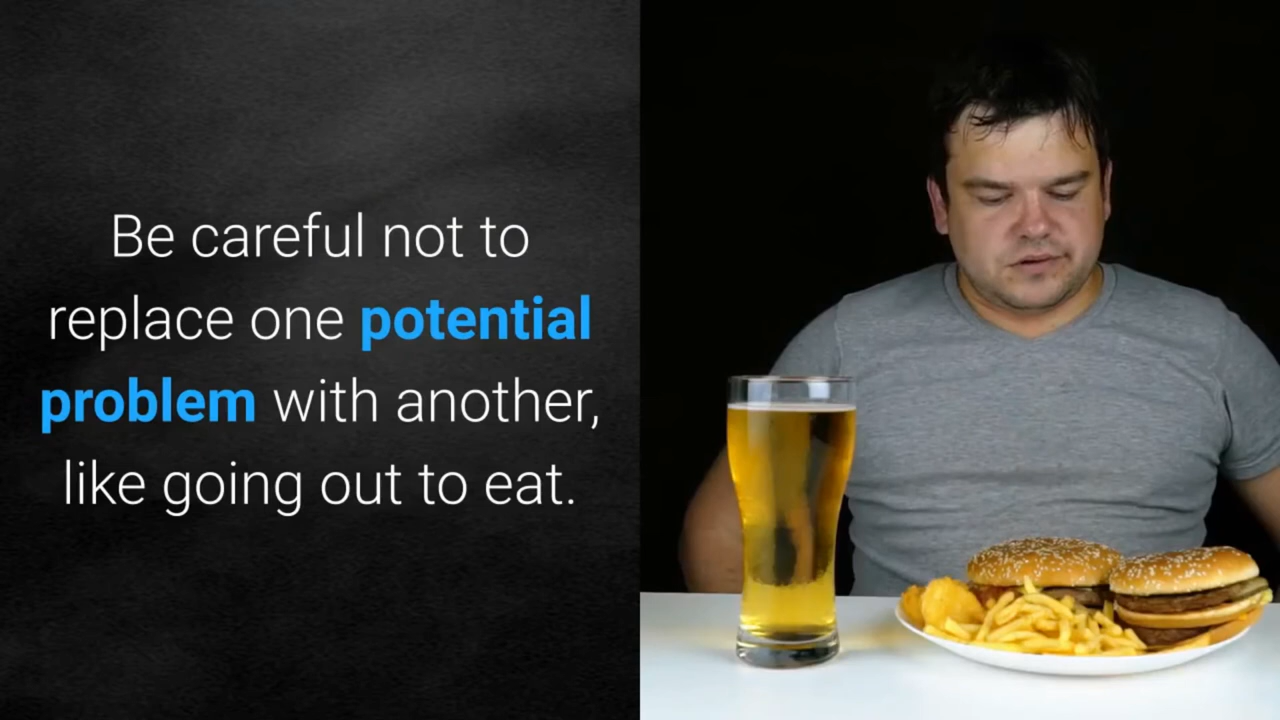 Be careful not to
replace one potential
problem with another,
like going out to eat.